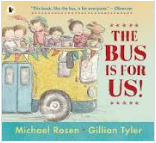 "This book, like the bus, is for everyone." – Observer
THE
BUS IS FOR
US!
Michael Rosen • Gillian Tyler